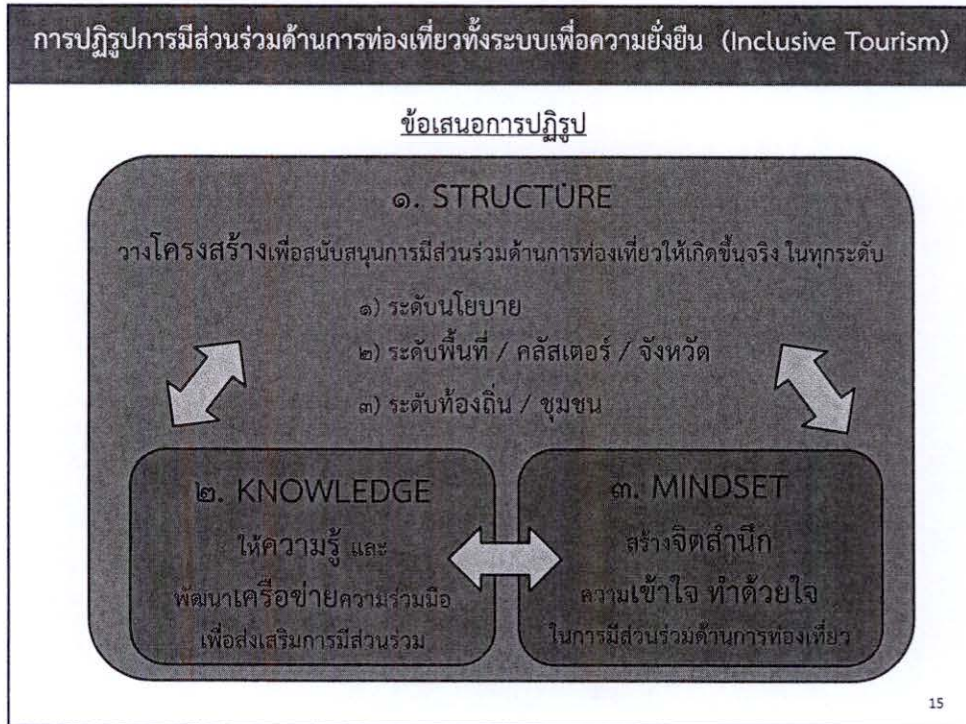 การปฏิรูปการมีส่วนร่วมด้านการท่องเที่ยวทั้งระบบเพื่อความยั่งยืน (Inclusive Tourism)
ข้อเสนอการปฏิรูป
๑. STRUCTURE
วางโครงสร้างเพื่อสนับสนุนการมีส่วนร่วมด้านการท่องเที่ยวให้เกิดขึ้นจริง ในทุกระดับ
๑) ระดับนโยบาย
๒) ระดับพื้นที่ / คลัสเตอร์ / จังหวัด
๓) ระดับท้องถิ่น / ชุมชน
๒. KNOWLEDGE
ให้ความรู้ และ
พัฒนาเครือข่ายความร่วมมือ
เพื่อส่งเสริมการมีส่วนร่วม
๓. MINDSET
สร้างจิตสำนึก
ความเข้าใจ ทำด้วยใจ
ในการมีส่วนร่วมด้านการท่องเที่ยว
15